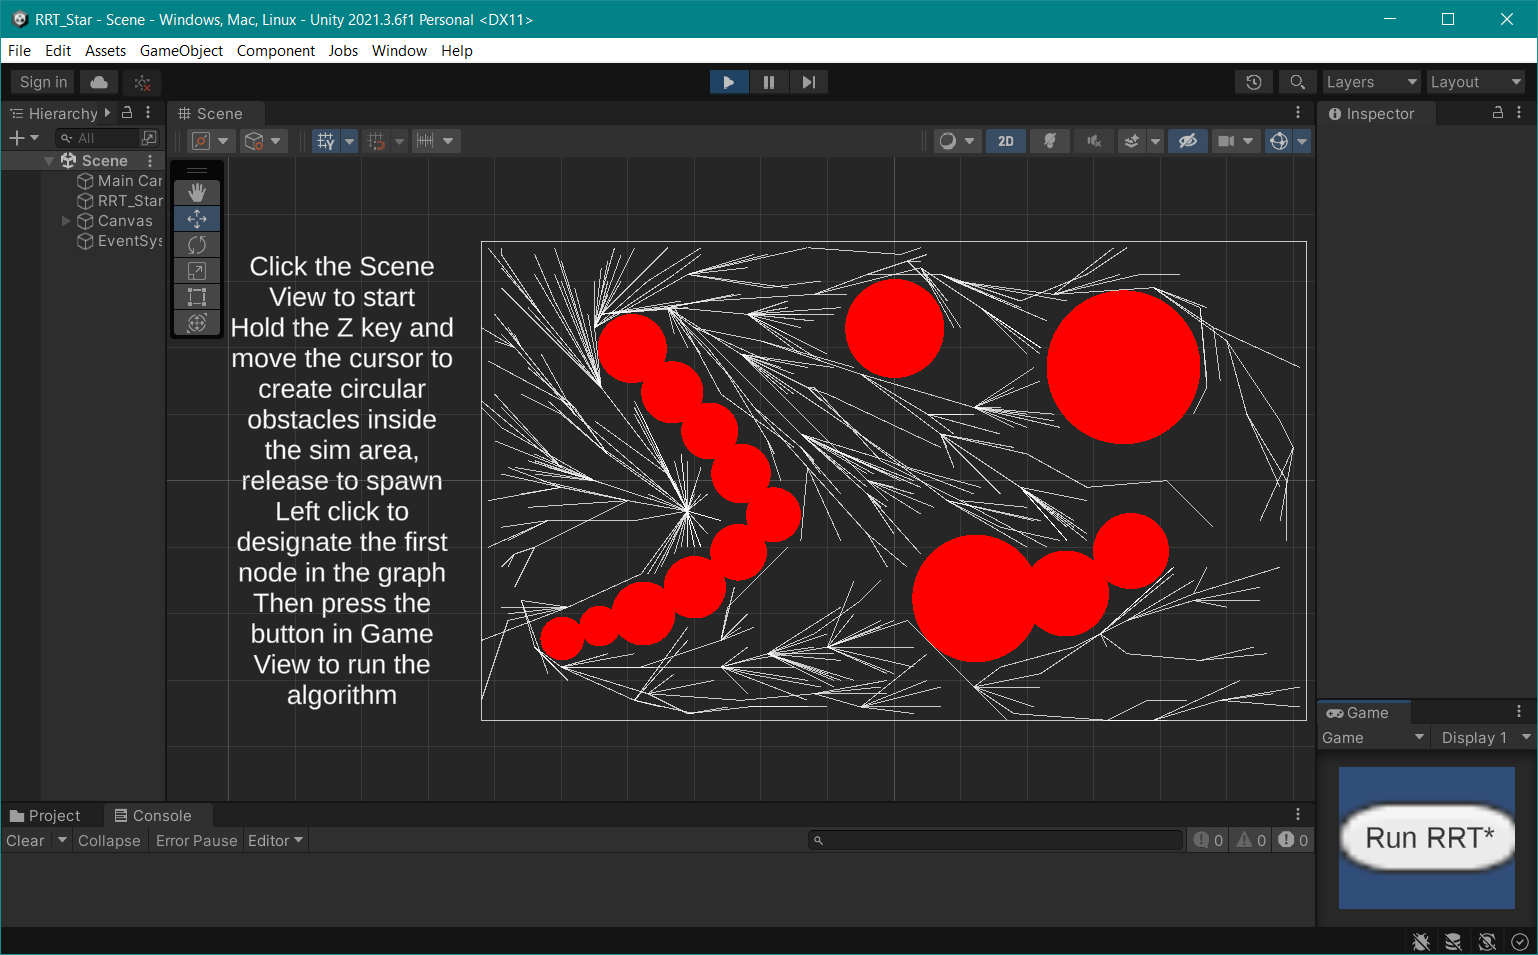 RRT_Star - Scene - Windows, Mac, Linux - Unity 2021.3.6f1 Personal <DX11>
File Edit Assets GameObject Component Jobs Window Help
Sign in
Layers
Layout
Hierarchy
All
Scene
Main Car
RRT_Star
Canvas
EventSys
Scene
2D
Click the Scene
View to start
Hold the Z key and
move the cursor to
create circular
obstacles inside
the sim area,
release to spawn
Left click to
designate the first
node in the graph
Then press the
button in Game
View to run the
algorithm
Inspector
Game
Game
Display 1
Run RRT*
Project
Console
Clear Collapse Error Pause Editor
0 0 0